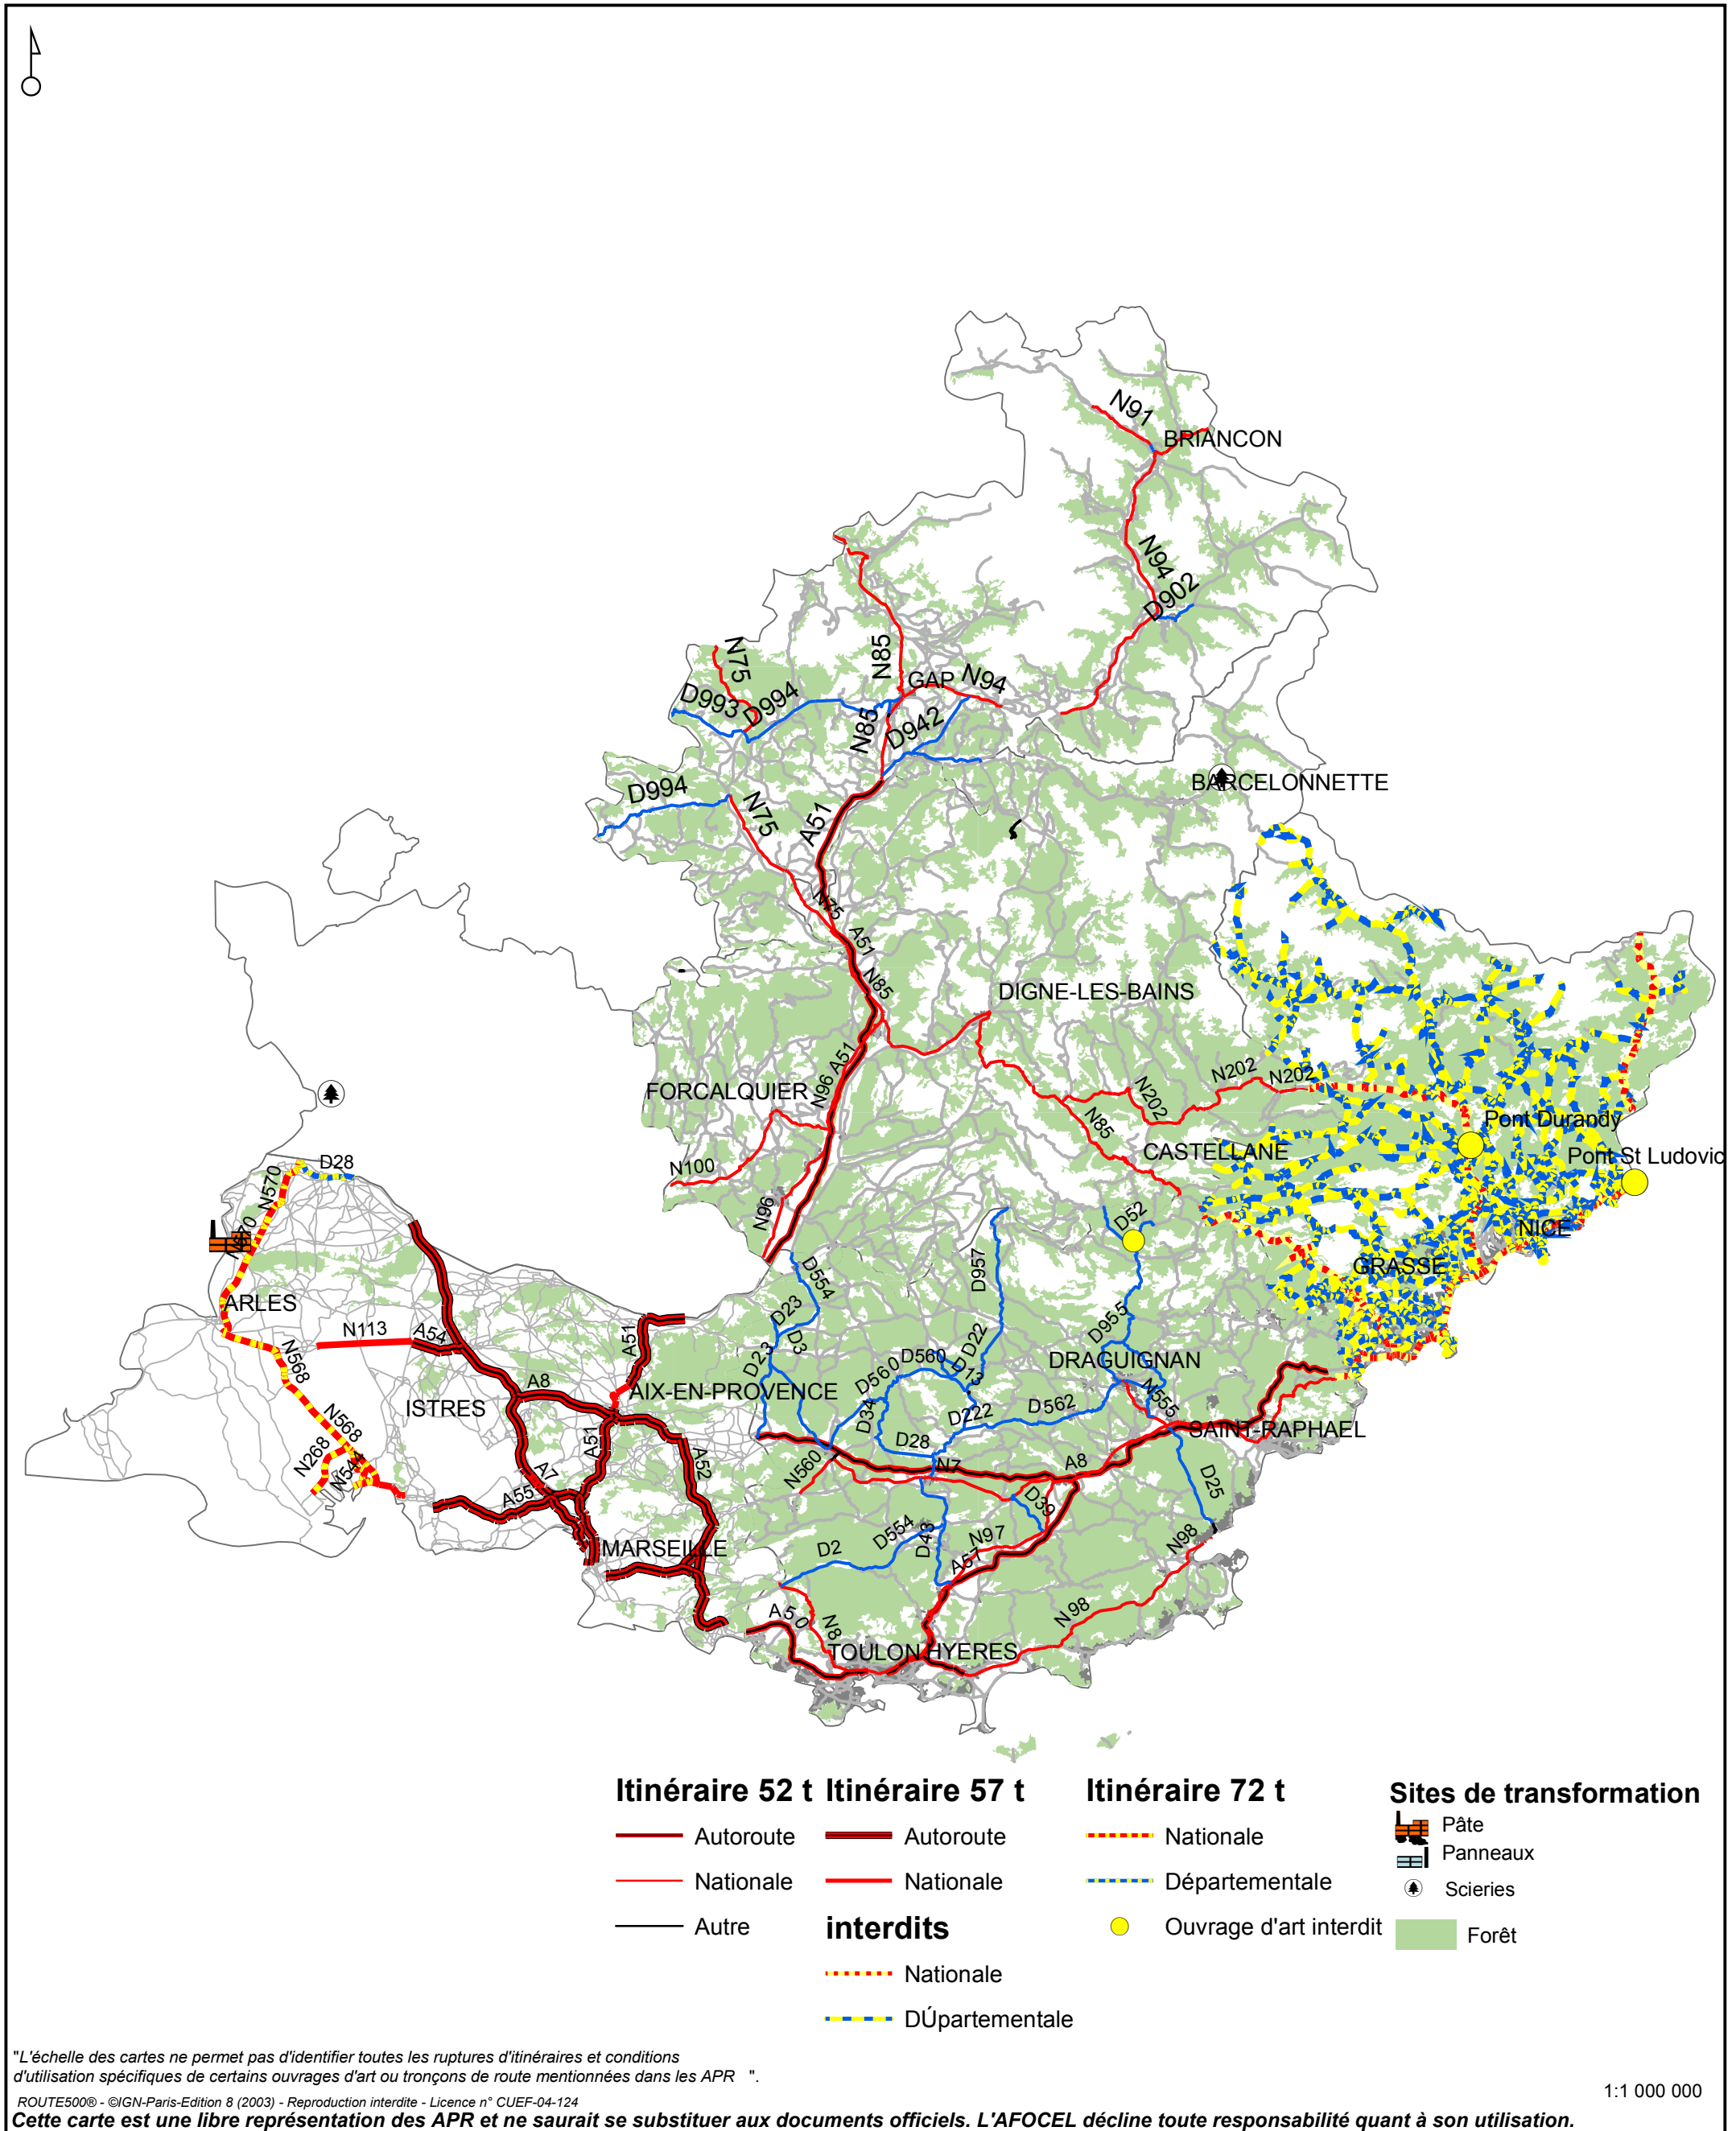 N91
BRIANCON
N94
D902
N75
N85
GAP
N94
D993
D994
N85
D942
BARCELONNETTE
D994
N75
A51
N75
A51
N85
DIGNE-LES-BAINS
A51
N96
FORCALQUIER
N202
N202
N202
N85
Pont Durandy
CASTELLANE
Pont St Ludovic
N100
D28
N570
N96
D52
N570
NICE
GRASSE
D957
D554
ARLES
D23
D955
N113
A54
A51
D3
D22
D23
D560
D560
D13
DRAGUIGNAN
N568
A8
AIX-EN-PROVENCE
N555
ISTRES
D34
D222
D562
N568
SAINT-RAPHAEL
N268
N544
A51
D28
A52
N560
N7
A8
A7
A55
D25
D33
D554
D43
N97
N98
D2
MARSEILLE
A57
A50
N8
N98
TOULON
HYERES
Itinéraire 52 t
Autoroute
Nationale
Autre
Itinéraire 57 t
Autoroute
Nationale
interdits
Nationale
DÚpartementale
Itinéraire 72 t
Nationale
Départementale
Ouvrage d'art interdit
Sites de transformation
Pâte
Panneaux
Scieries
Forêt
"L'échelle des cartes ne permet pas d'identifier toutes les ruptures d'itinéraires et conditions
d'utilisation spécifiques de certains ouvrages d'art ou tronçons de route mentionnées dans les APR ".
1:1 000 000
ROUTE500® - ©IGN-Paris-Edition 8 (2003) - Reproduction interdite - Licence n° CUEF-04-124
Cette carte est une libre représentation des APR et ne saurait se substituer aux documents officiels. L'AFOCEL décline toute responsabilité quant à son utilisation.